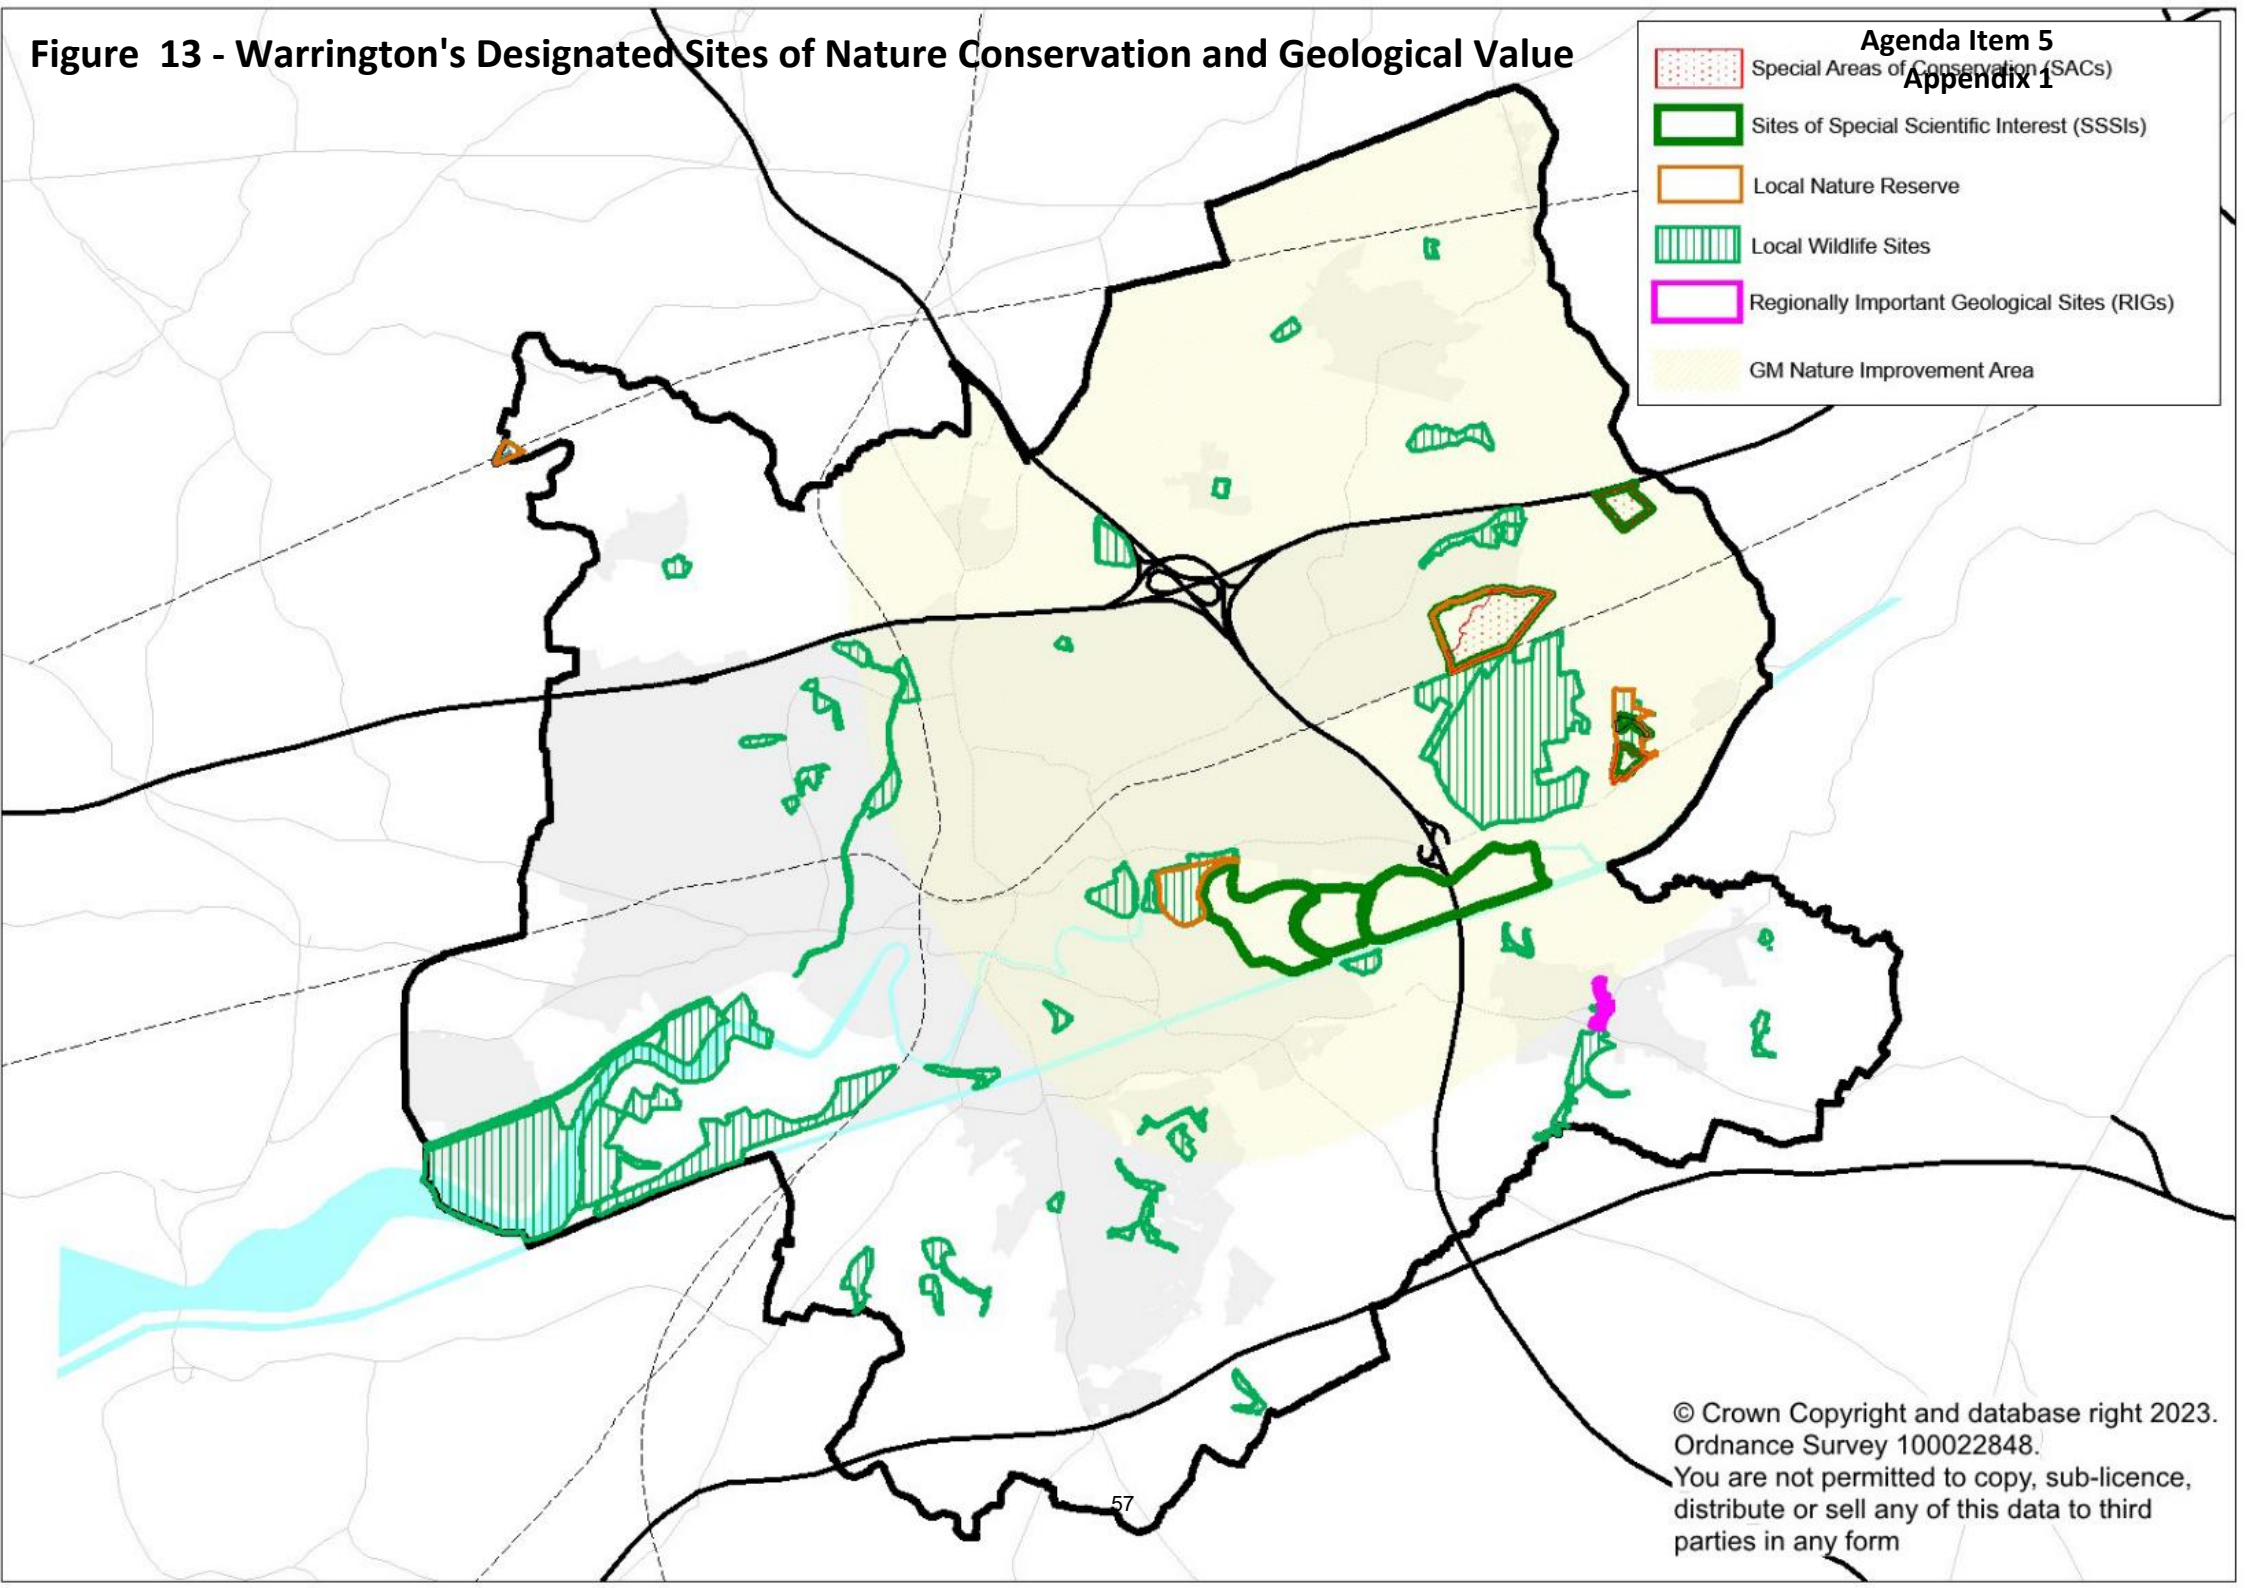 Figure 13 - Warrington's Designated Sites of Nature Conservation and Geological Value
Agenda Item 5
Special Areas of Conservation (SACs)
Appendix 1
Sites of Special Scientific Interest (SSSIs)
Local Nature Reserve
Local Wildlife Sites
Regionally Important Geological Sites (RIGs)
GM Nature Improvement Area
© Crown Copyright and database right 2023.
Ordnance Survey 100022848.
You are not permitted to copy, sub-licence,
distribute or sell any of this data to third
parties in any form
57